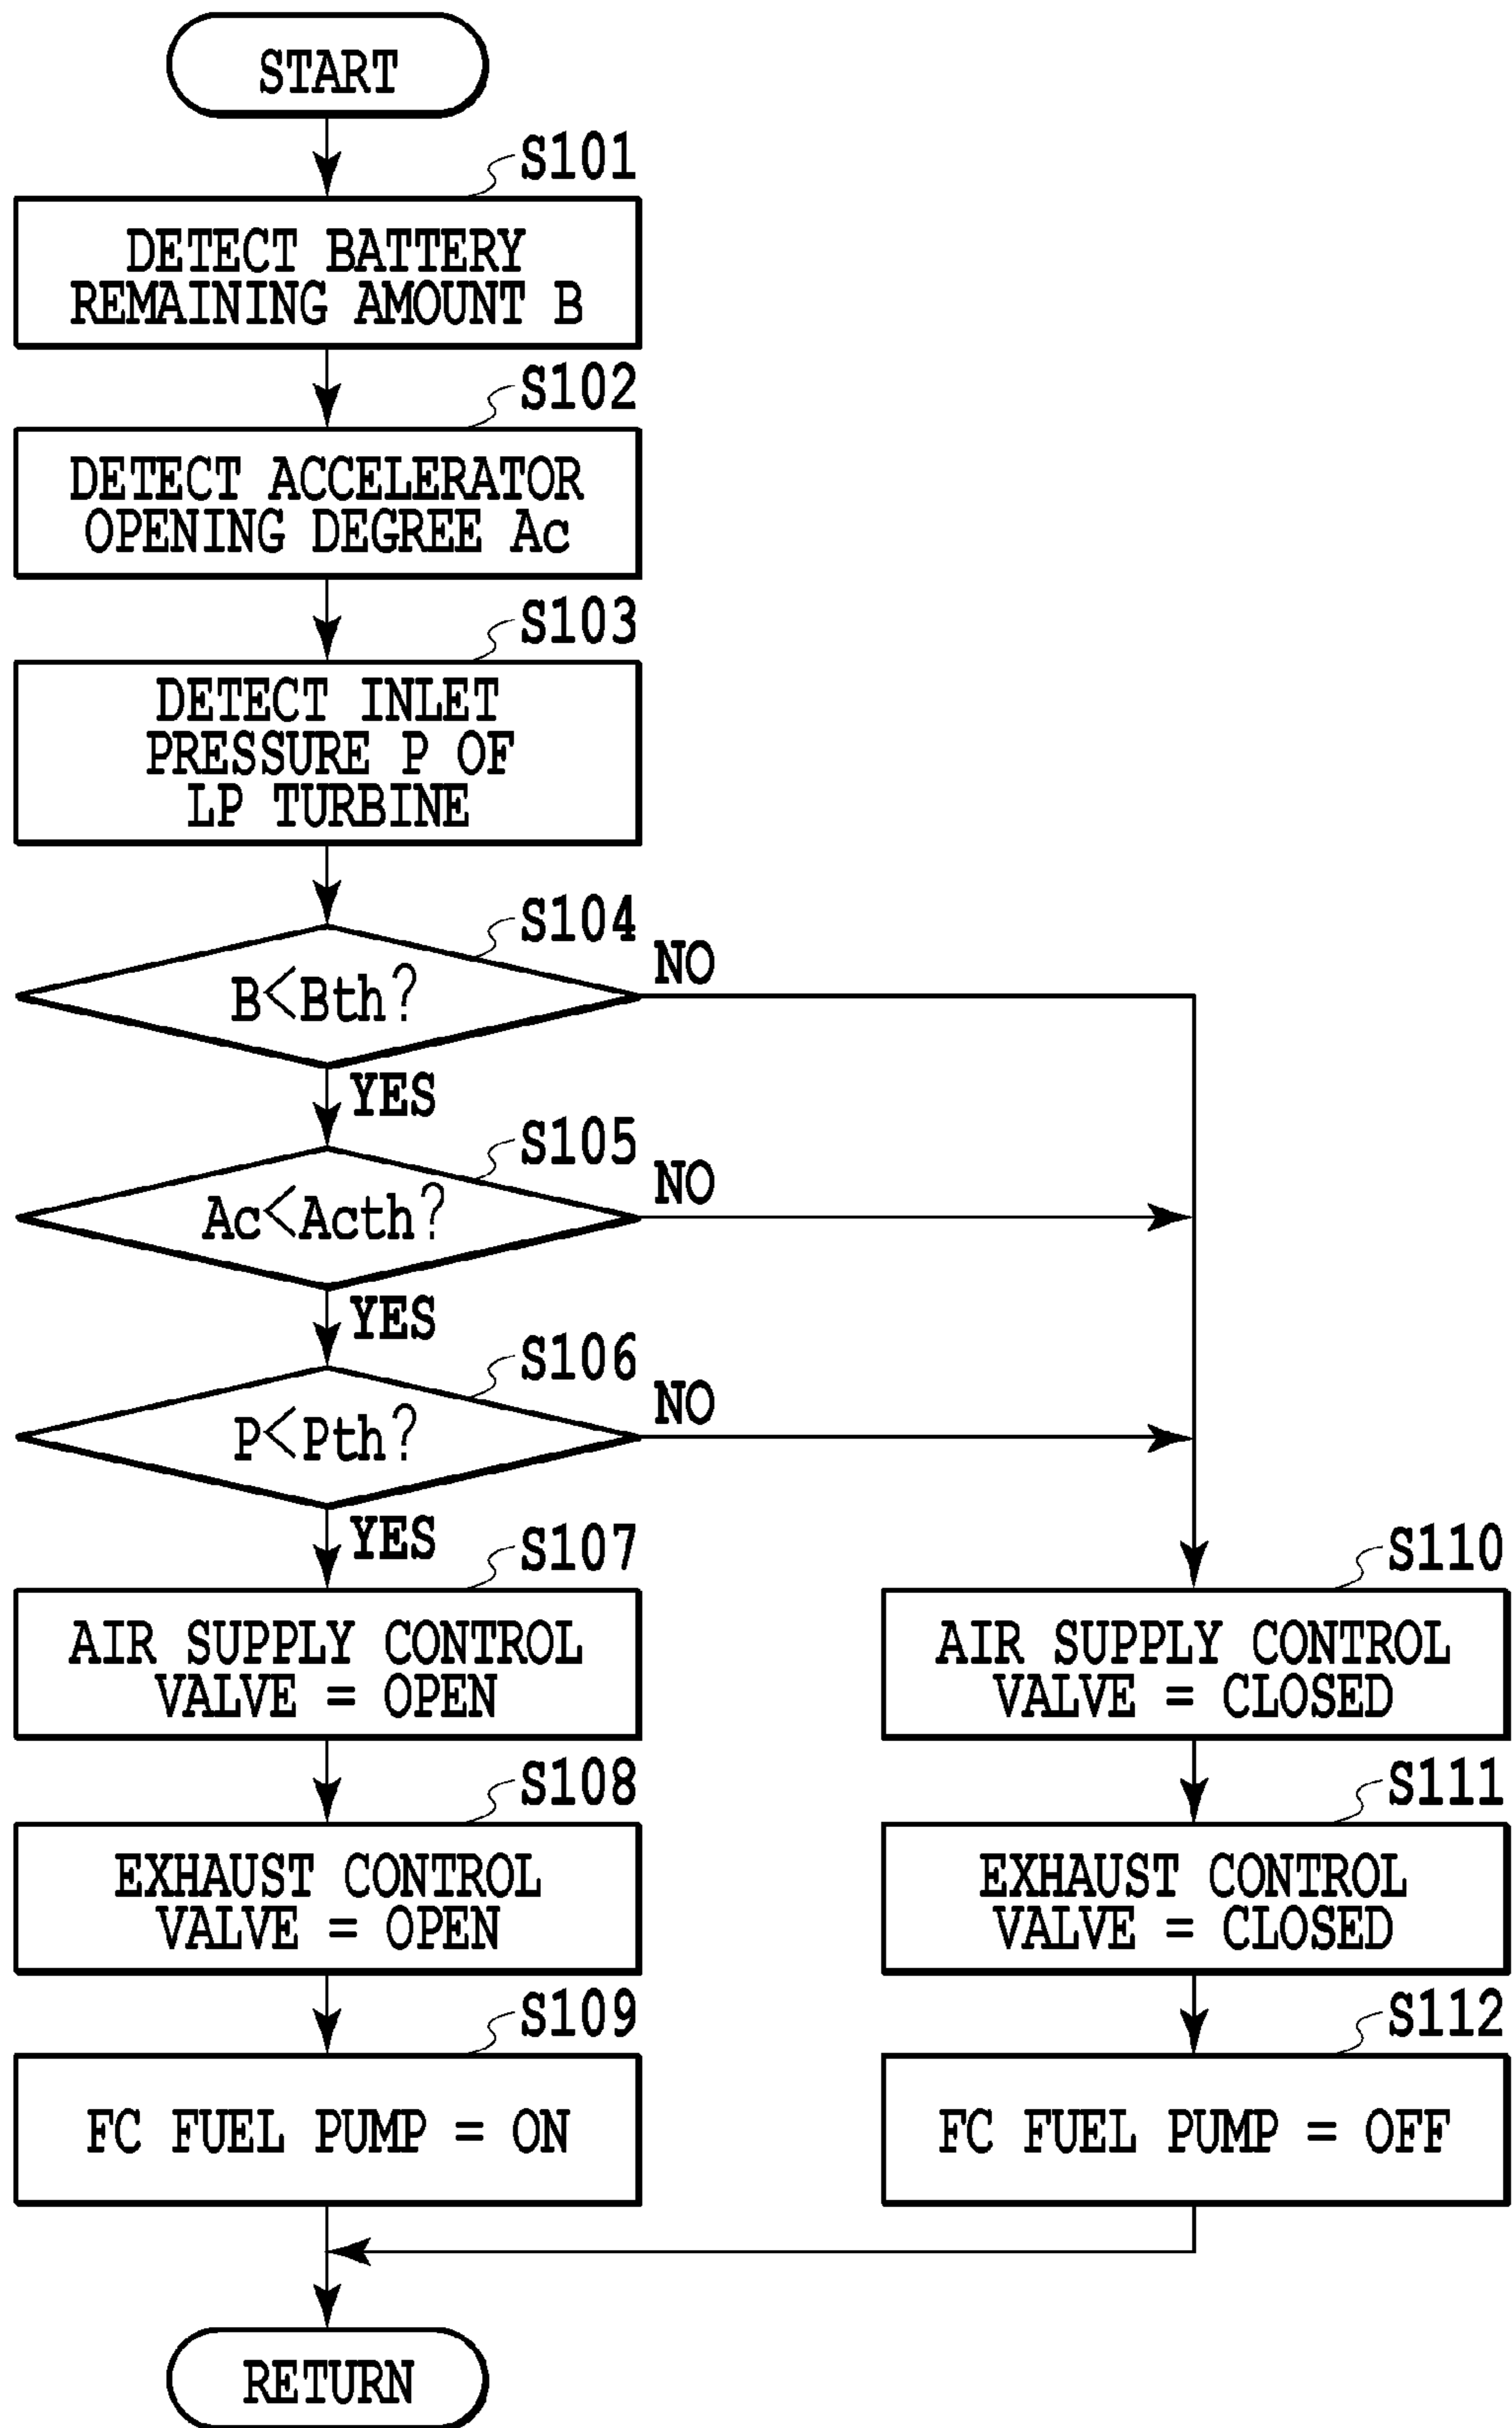 START
S101
DETECT BATTERY
REMAINING AMOUNT B
S102
DETECT ACCELERATOR
OPENING DEGREE Ac
S103
DETECT INLET
PRESSURE P OF
LP TURBINE
S104
B<Bth?
NO
YES
S105
Ac<Acth?
NO
YES
S106
P<Pth?
NO
YES
S107
AIR SUPPLY CONTROL
VALVE = OPEN
S108
EXHAUST CONTROL
VALVE = OPEN
S109
FC FUEL PUMP = ON
S110
AIR SUPPLY CONTROL
VALVE = CLOSED
S111
EXHAUST CONTROL
VALVE = CLOSED
S112
FC FUEL PUMP = OFF
RETURN